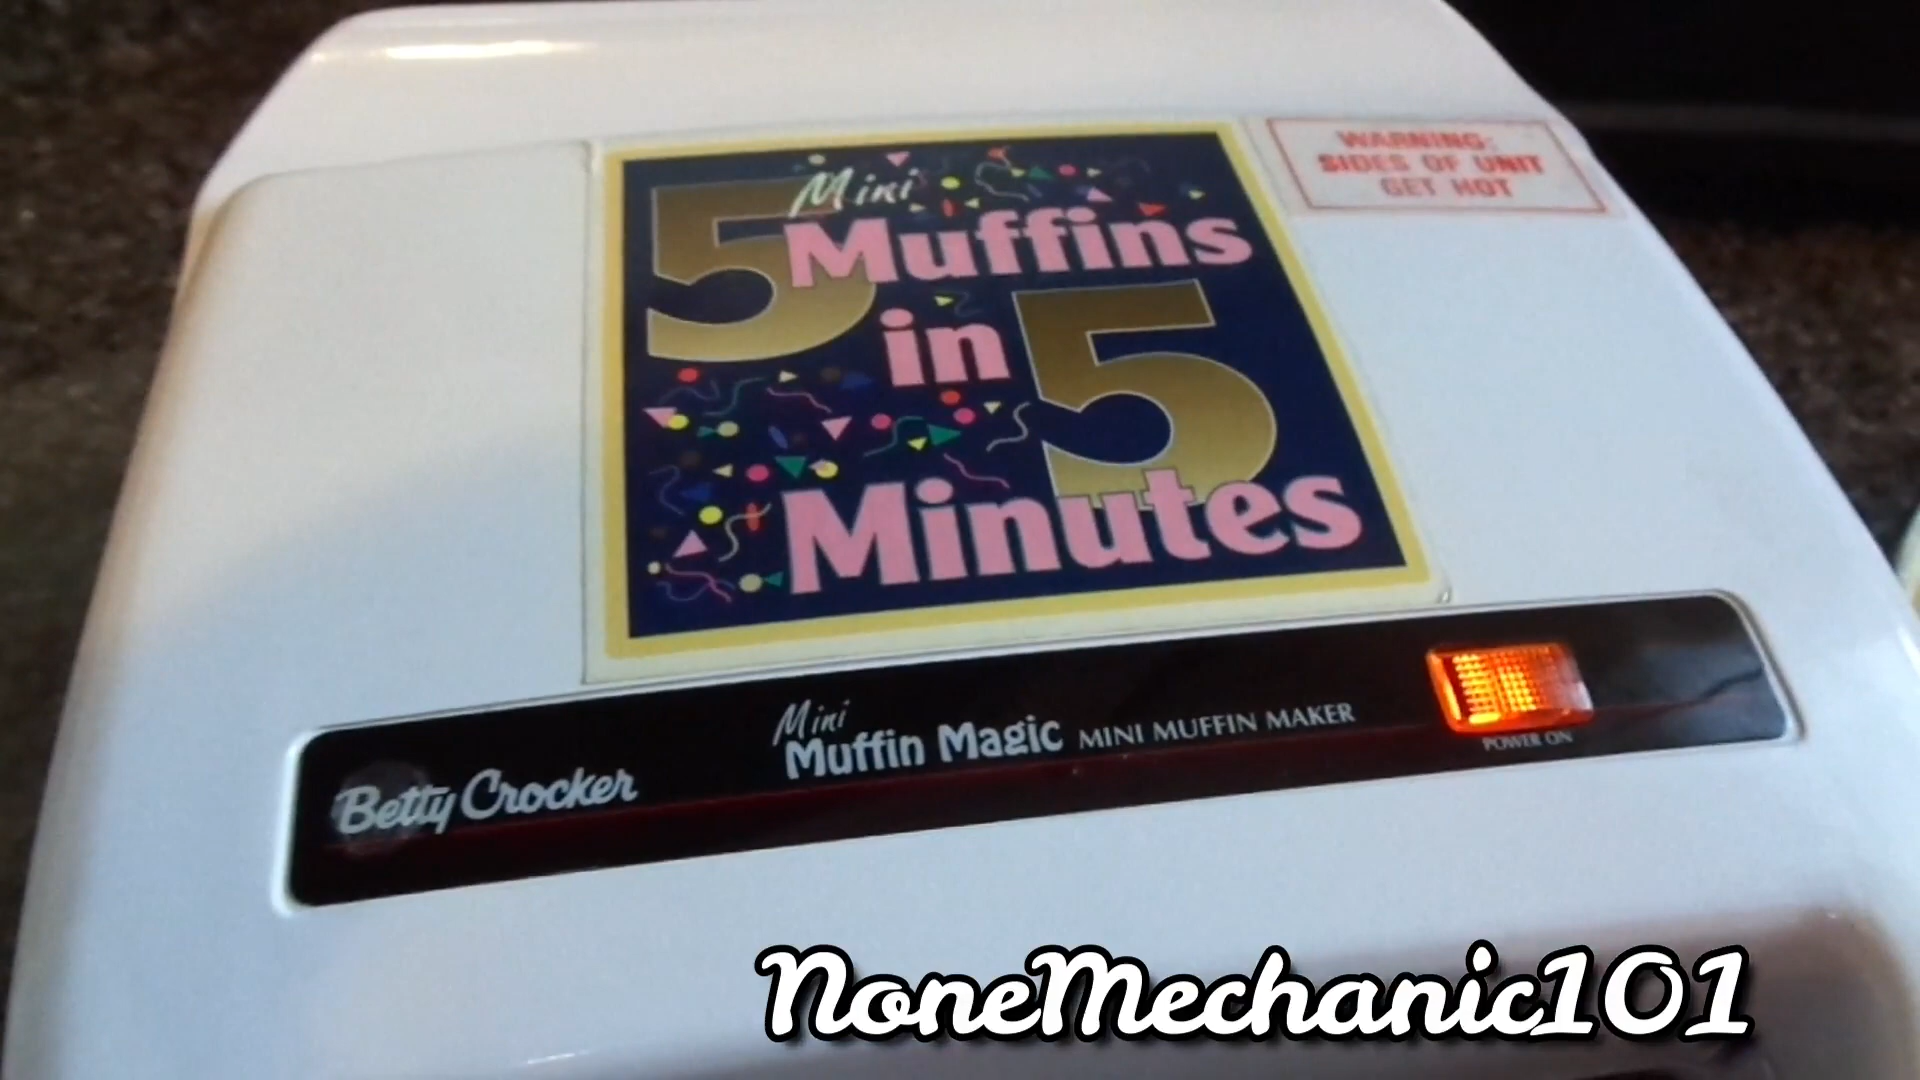 5 Mini
Muffins
in 5
Minutes
WARNING:
SIDES OF UNIT
GET HOT
Betty Crocker
Mini
Muffin Magic MINI MUFFIN MAKER
POWER ON
NoneMechanic101